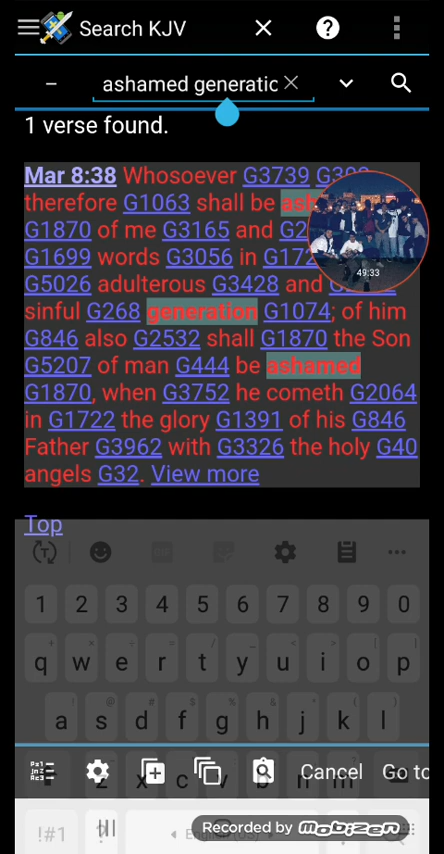 Search KJV
ashamed generatic
1 verse found.
Mar 8:38 Whosoever G3739
therefore G1063 shall be
G1870 of me G3165 and
G1699 words G3056 in
G5026 adulterous G3428 and
sinful G268 generation G1074; of him
G846 also G2532 shall G1870 the Son
G5207 of man G444 be ashamed
G1870, when G3752 he cometh G2064
in G1722 the glory G1391 of his G846
Father G3962 with G3326 the holy G40
angels G32. View more
49:33
Top
1 2 3 4 5 6 7 8 9 0
q w e r t y u i o p
a s d f g h j k l
z x c v b n m
Cancel Go to
!#1
Recorded by mobizen